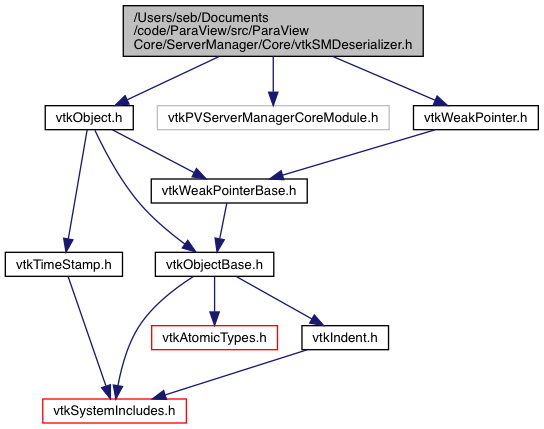 /Users/seb/Documents
/code/ParaView/src/ParaView
Core/ServerManager/Core/vtkSMDeserializer.h
vtkObject.h
vtkPVServerManagerCoreModule.h
vtkWeakPointer.h
vtkWeakPointerBase.h
vtkTimeStamp.h
vtkObjectBase.h
vtkAtomicTypes.h
vtkIndent.h
vtkSystemIncludes.h